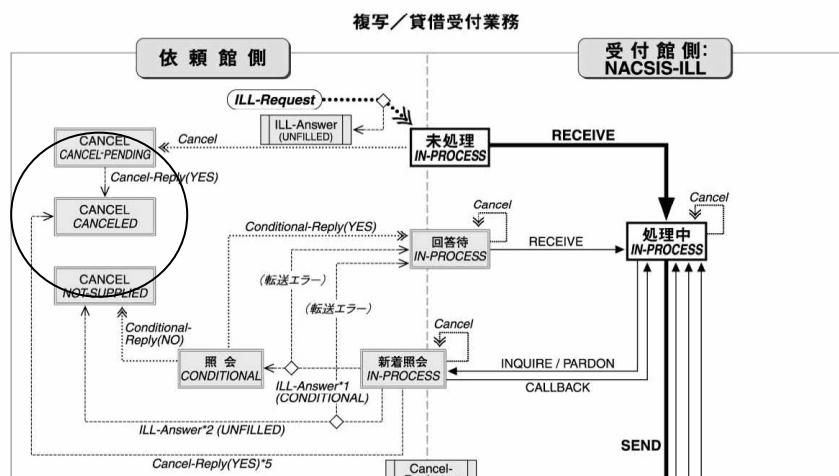 複写／貸借受付業務
依頼館側
受付館側：
NACSIS-ILL
ILL-Request
ILL-Answer
(UNFILLED)
CANCEL
CANCEL-PENDING
Cancel
未処理
IN-PROCESS
RECEIVE
Cancel-Reply(YES)
CANCEL
CANCELED
Conditional-Reply(YES)
Cancel
回答待
IN-PROCESS
RECEIVE
Cancel
処理中
IN-PROCESS
（転送エラー）
（転送エラー）
CANCEL
NOT-SUPPLIED
Conditional-
Reply(NO)
Cancel
照会
CONDITIONAL
新着照会
IN-PROCESS
INQUIRE / PARDON
CALLBACK
ILL-Answer*1
(CONDITIONAL)
ILL-Answer*2 (UNFILLED)
SEND
Cancel-Reply(YES)*5
Cancel-